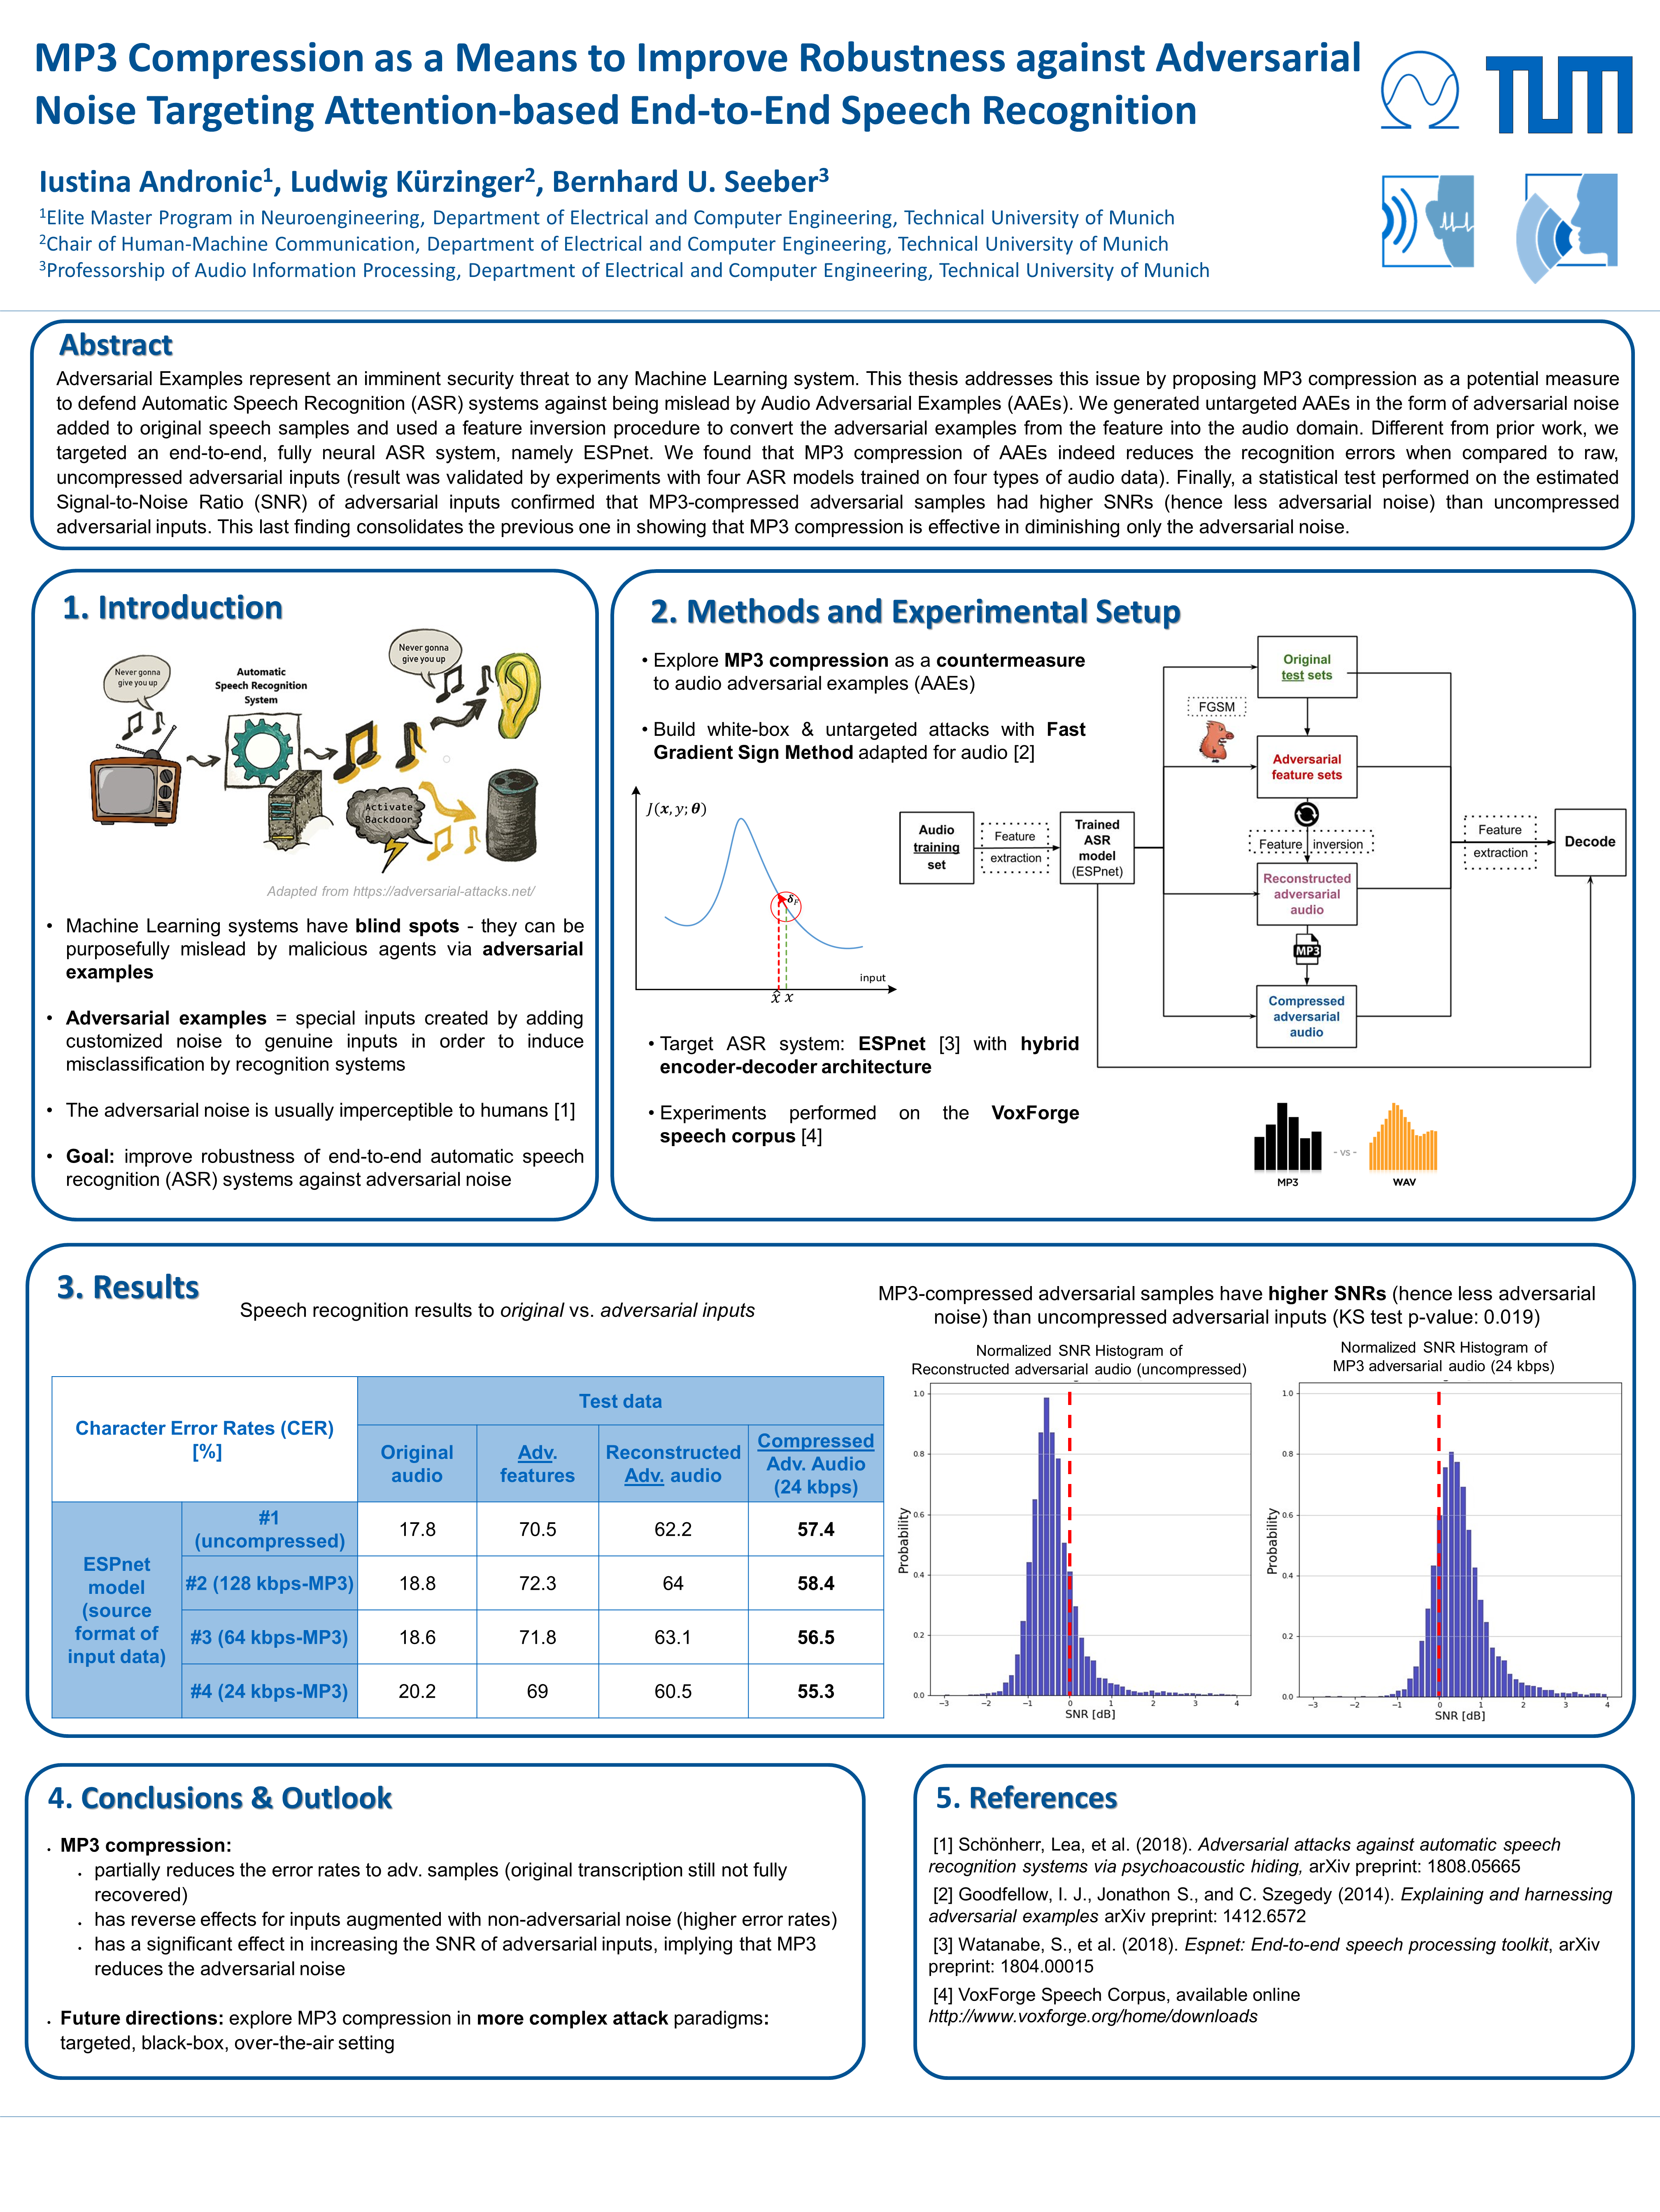 MP3 Compression as a Means to Improve Robustness against Adversarial
Noise Targeting Attention-based End-to-End Speech Recognition
TUM
Iustina Andronic1, Ludwig Kürzinger2, Bernhard U. Seeber3
1Elite Master Program in Neuroengineering, Department of Electrical and Computer Engineering, Technical University of Munich
2Chair of Human-Machine Communication, Department of Electrical and Computer Engineering, Technical University of Munich
3Professorship of Audio Information Processing, Department of Electrical and Computer Engineering, Technical University of Munich
Abstract
Adversarial Examples represent an imminent security threat to any Machine Learning system. This thesis addresses this issue by proposing MP3 compression as a potential measure
to defend Automatic Speech Recognition (ASR) systems against being mislead by Audio Adversarial Examples (AAEs). We generated untargeted AAEs in the form of adversarial noise
added to original speech samples and used a feature inversion procedure to convert the adversarial examples from the feature into the audio domain. Different from prior work, we
targeted an end-to-end, fully neural ASR system, namely ESPnet. We found that MP3 compression of AAEs indeed reduces the recognition errors when compared to raw,
uncompressed adversarial inputs (result was validated by experiments with four ASR models trained on four types of audio data). Finally, a statistical test performed on the estimated
Signal-to-Noise Ratio (SNR) of adversarial inputs confirmed that MP3-compressed adversarial samples had higher SNRs (hence less adversarial noise) than uncompressed
adversarial inputs. This last finding consolidates the previous one in showing that MP3 compression is effective in diminishing only the adversarial noise.
1. Introduction
Never gonna
give you up
Automatic
Speech Recognition
System
Never gonna
give you up
Activate
Backdoor
Adapted from https://adversarial-attacks.net/
• Machine Learning systems have blind spots - they can be
purposefully mislead by malicious agents via adversarial
examples
• Adversarial examples = special inputs created by adding
customized noise to genuine inputs in order to induce
misclassification by recognition systems
• The adversarial noise is usually imperceptible to humans [1]
• Goal: improve robustness of end-to-end automatic speech
recognition (ASR) systems against adversarial noise
2. Methods and Experimental Setup
• Explore MP3 compression as a countermeasure
to audio adversarial examples (AAEs)
• Build white-box & untargeted attacks with Fast
Gradient Sign Method adapted for audio [2]
J(x, y; θ)
input
x̂ x
• Target ASR system: ESPnet [3] with hybrid
encoder-decoder architecture
• Experiments performed on the VoxForge
speech corpus [4]
Audio
training
set
Feature
extraction
Trained
ASR
model
(ESPnet)
Original
test sets
FGSM
Adversarial
feature sets
Feature inversion
Reconstructed
adversarial
audio
MP3
Compressed
adversarial
audio
Feature
extraction
Decode
- vs -
MP3 WAV
3. Results
Speech recognition results to original vs. adversarial inputs
Character Error Rates (CER)
[%]
Test data
Original
audio
Adv.
features
Reconstructed
Adv. audio
Compressed
Adv. Audio
(24 kbps)
ESPnet
model
(source
format of
input data)
#1
(uncompressed)
17.8 70.5 62.2 57.4
#2 (128 kbps-MP3) 18.8 72.3 64 58.4
#3 (64 kbps-MP3) 18.6 71.8 63.1 56.5
#4 (24 kbps-MP3) 20.2 69 60.5 55.3
MP3-compressed adversarial samples have higher SNRs (hence less adversarial
noise) than uncompressed adversarial inputs (KS test p-value: 0.019)
Normalized SNR Histogram of
Reconstructed adversarial audio (uncompressed)
Probability
1.0
0.8
0.6
0.4
0.2
0.0
−3 −2 −1 0 1 2 3 4
SNR [dB]
Normalized SNR Histogram of
MP3 adversarial audio (24 kbps)
Probability
1.0
0.8
0.6
0.4
0.2
0.0
−3 −2 −1 0 1 2 3 4
SNR [dB]
4. Conclusions & Outlook
• MP3 compression:
• partially reduces the error rates to adv. samples (original transcription still not fully
recovered)
• has reverse effects for inputs augmented with non-adversarial noise (higher error rates)
• has a significant effect in increasing the SNR of adversarial inputs, implying that MP3
reduces the adversarial noise
• Future directions: explore MP3 compression in more complex attack paradigms:
targeted, black-box, over-the-air setting
5. References
[1] Schönherr, Lea, et al. (2018). Adversarial attacks against automatic speech
recognition systems via psychoacoustic hiding, arXiv preprint: 1808.05665
[2] Goodfellow, I. J., Jonathon S., and C. Szegedy (2014). Explaining and harnessing
adversarial examples arXiv preprint: 1412.6572
[3] Watanabe, S., et al. (2018). Espnet: End-to-end speech processing toolkit, arXiv
preprint: 1804.00015
[4] VoxForge Speech Corpus, available online
http://www.voxforge.org/home/downloads